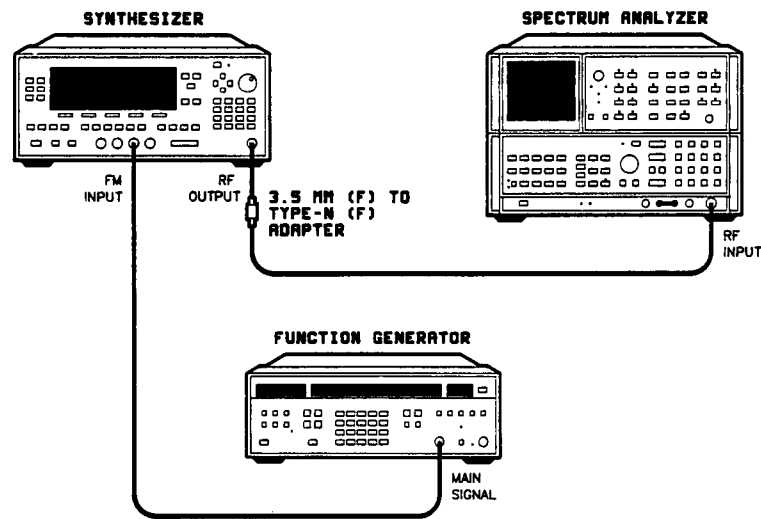 SYNTHESIZER
SPECTRUM ANALYZER
FM
INPUT
RF
OUTPUT
3.5 MM (F) TO
TYPE-N (F)
ADAPTER
RF
INPUT
FUNCTION GENERATOR
MAIN
SIGNAL